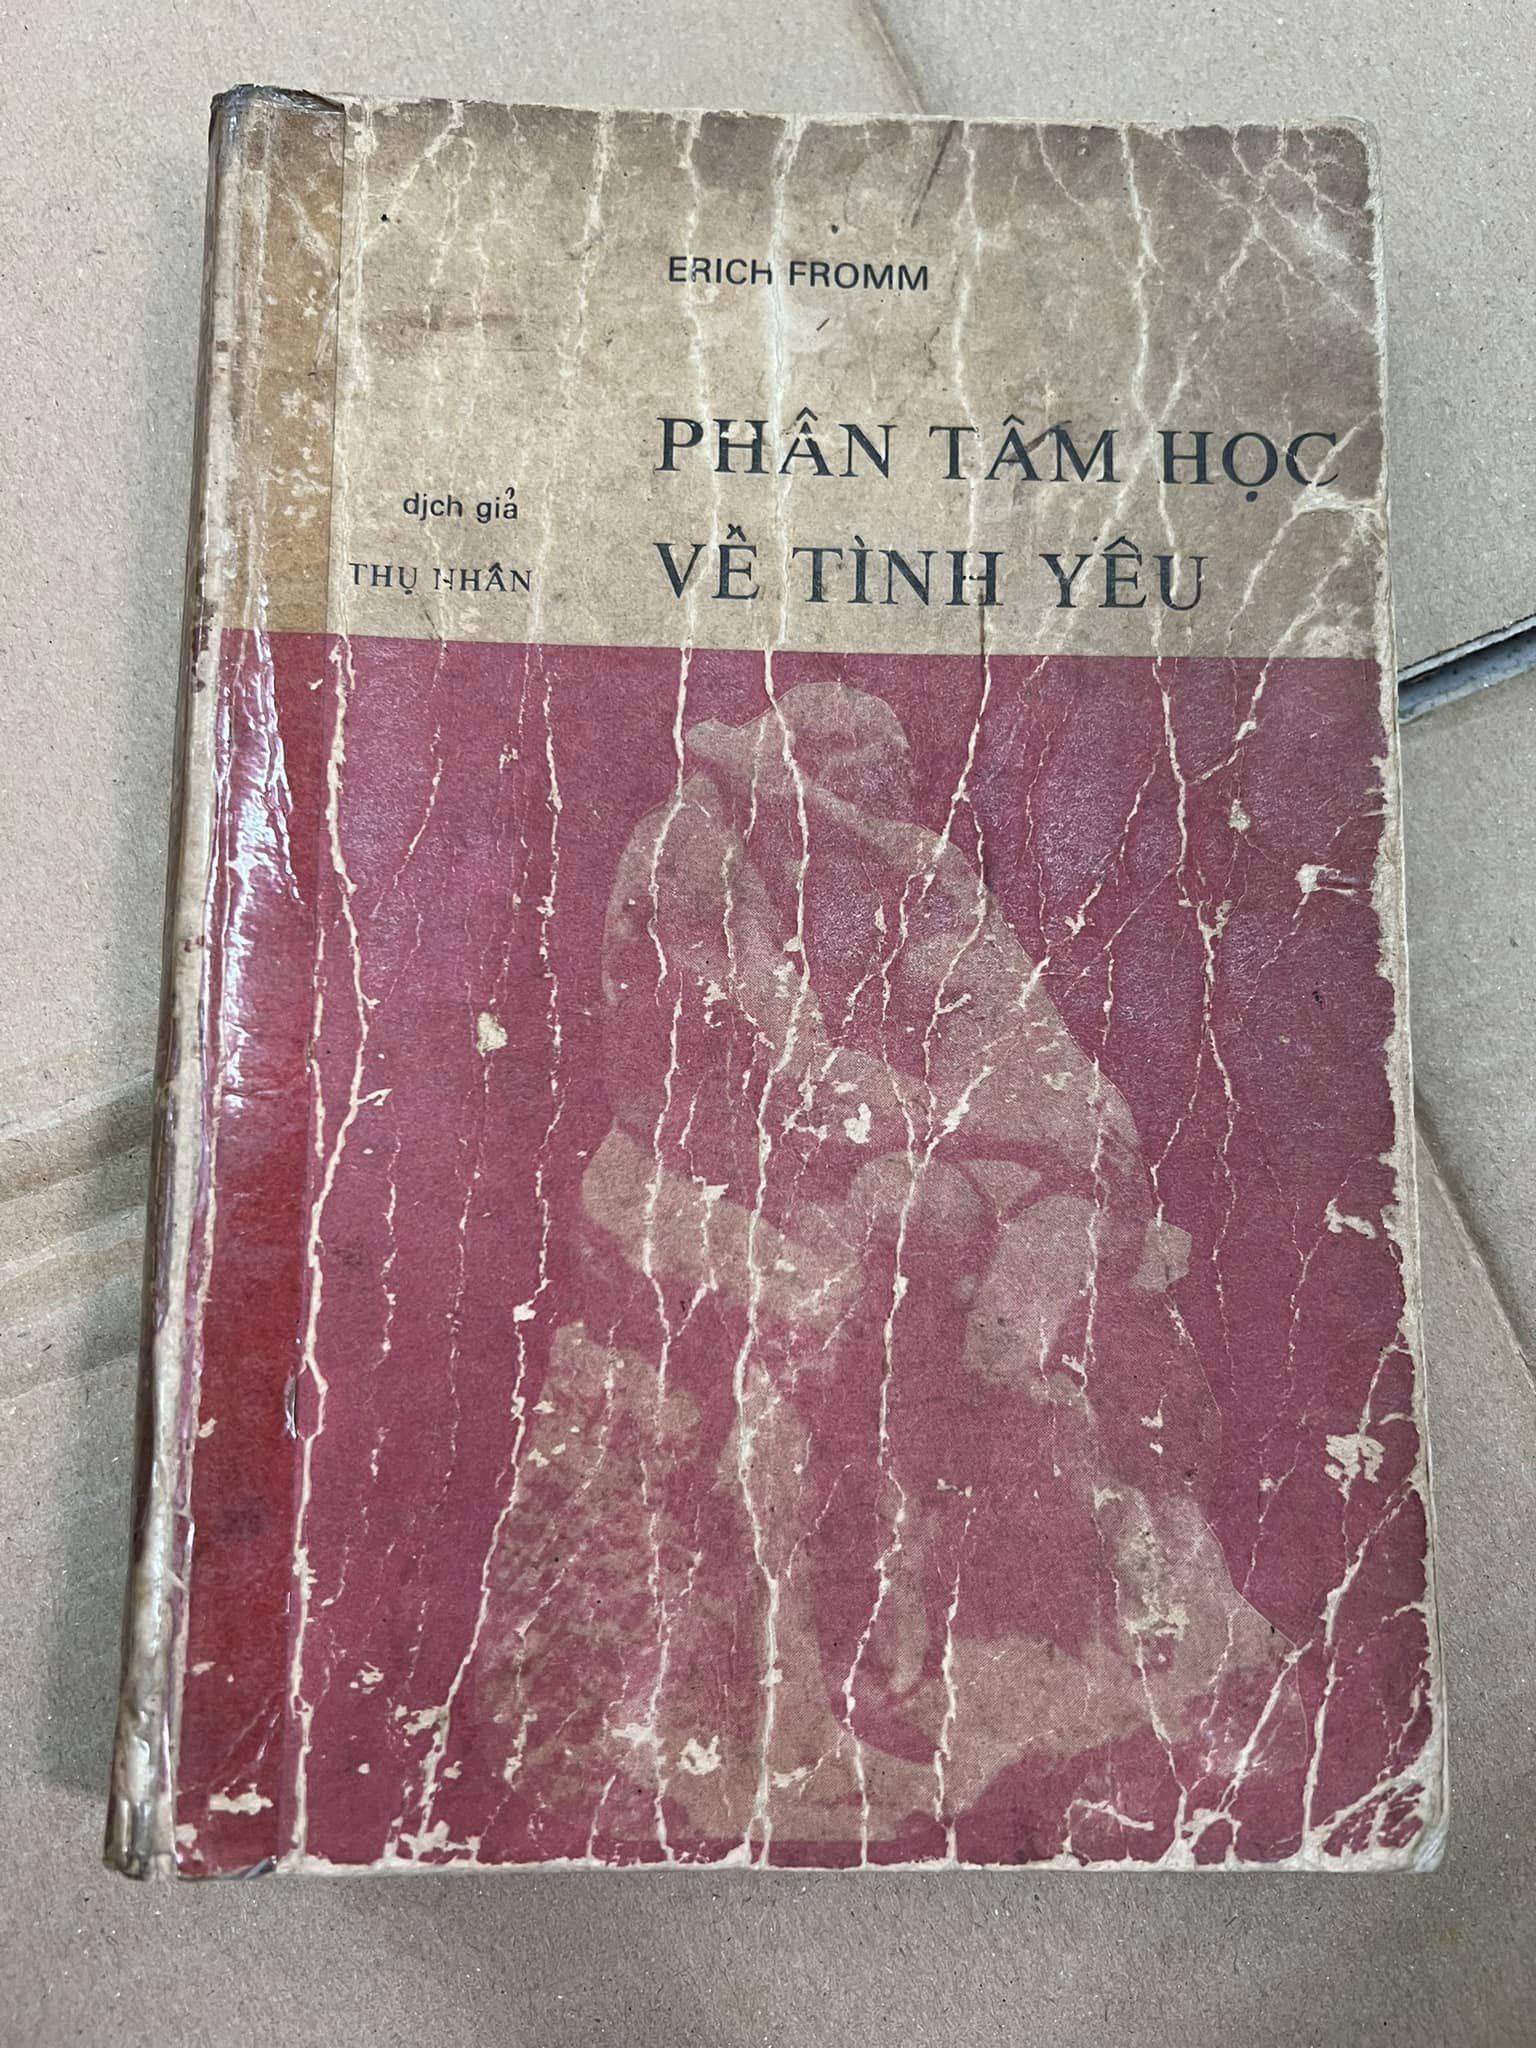 ERICH FROMM
PHÂN TÂM HỌC
VỀ TÌNH YÊU
dịch giả
THỤ NHÂN